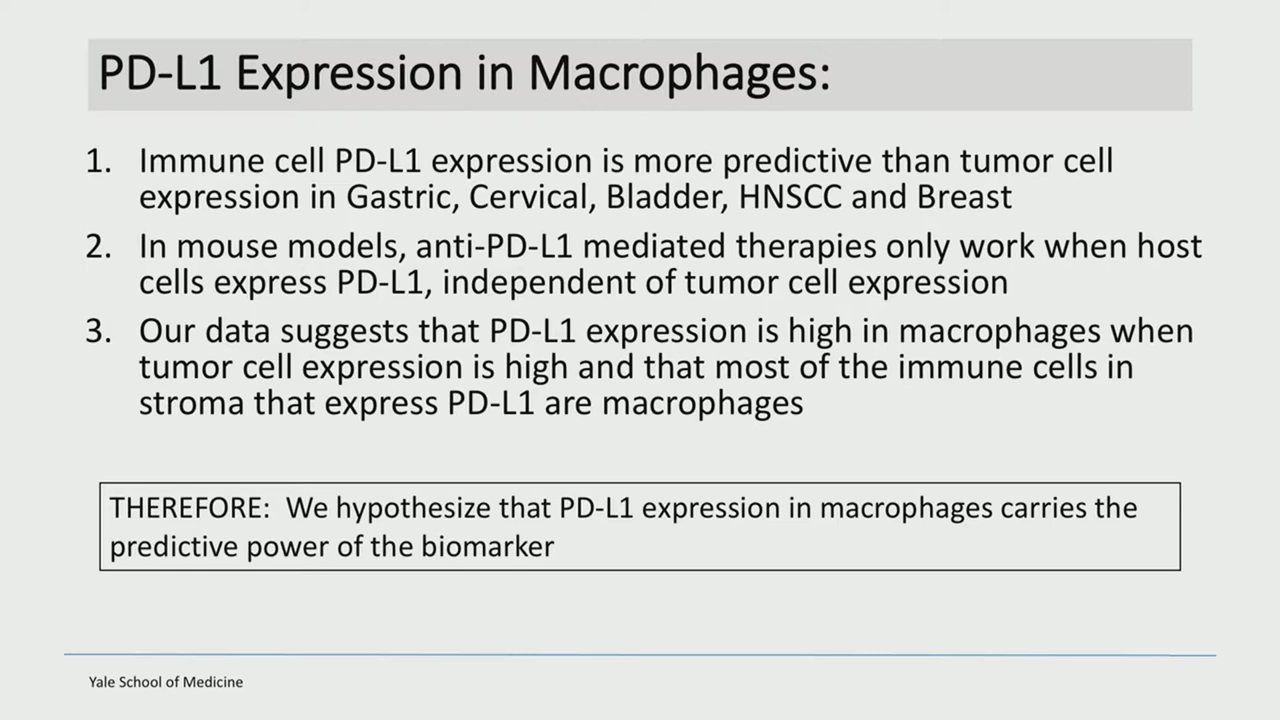 PD-L1 Expression in Macrophages:
1. Immune cell PD-L1 expression is more predictive than tumor cell
expression in Gastric, Cervical, Bladder, HNSCC and Breast
2. In mouse models, anti-PD-L1 mediated therapies only work when host
cells express PD-L1, independent of tumor cell expression
3. Our data suggests that PD-L1 expression is high in macrophages when
tumor cell expression is high and that most of the immune cells in
stroma that express PD-L1 are macrophages
THEREFORE: We hypothesize that PD-L1 expression in macrophages carries the
predictive power of the biomarker
Yale School of Medicine